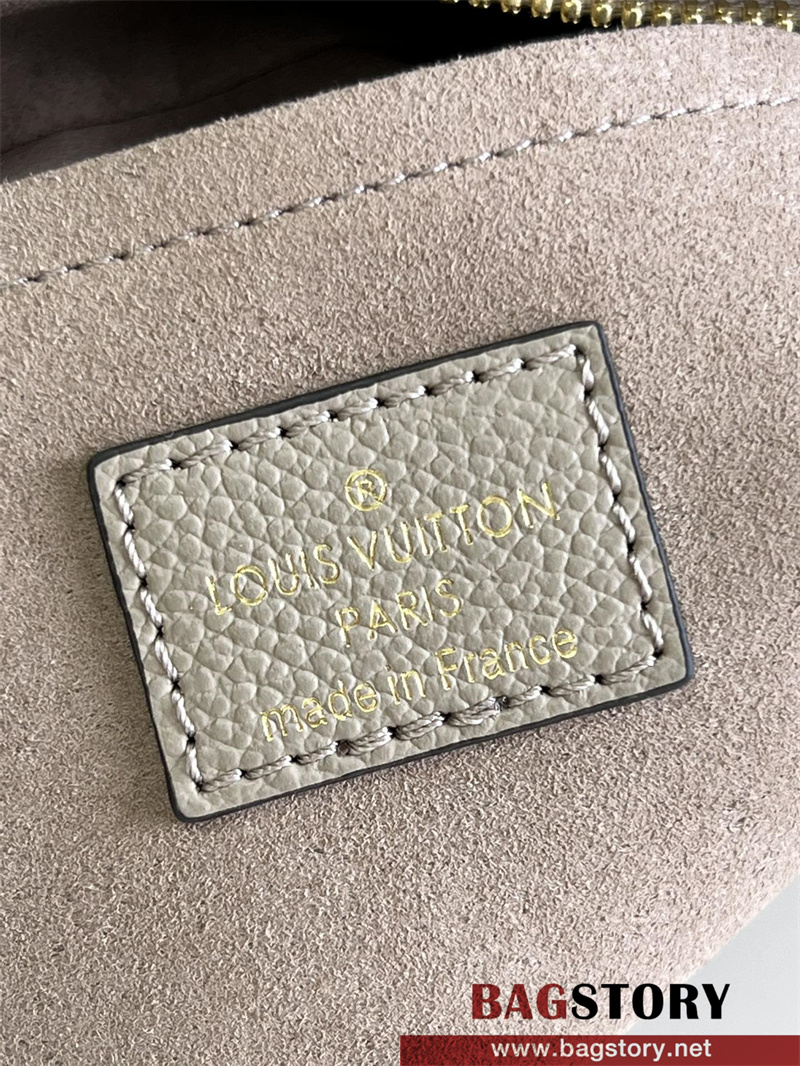 ®
LOUIS VUITTON
PARIS
made in France
BAGSTORY
www.bagstory.net